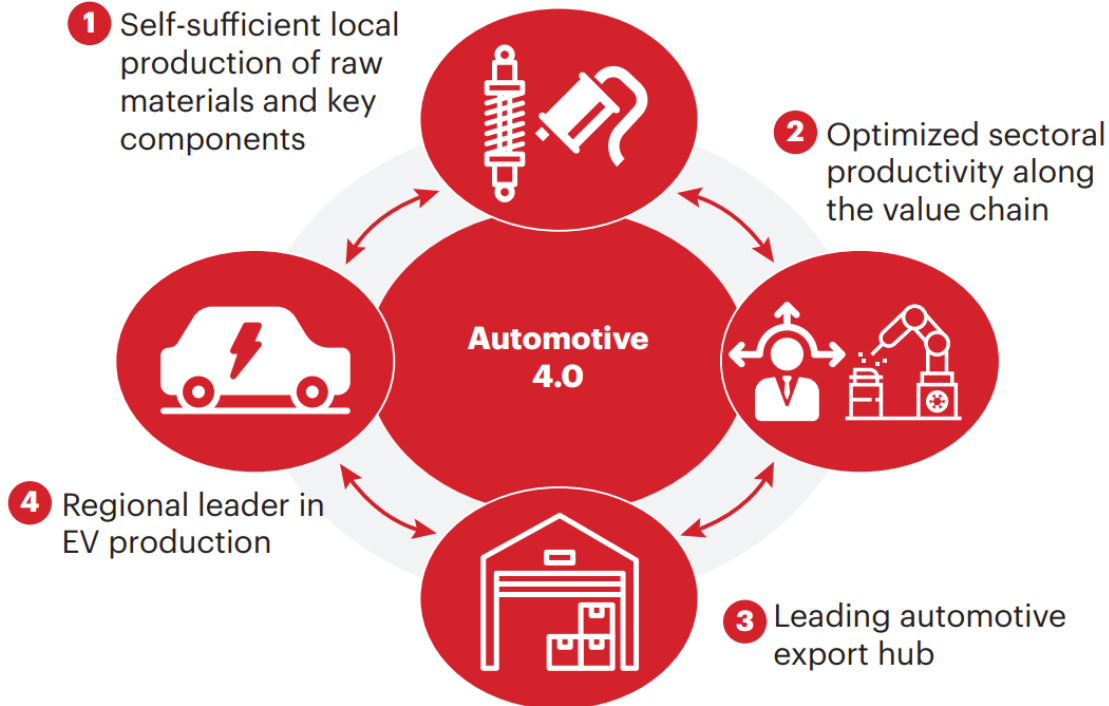 1 Self-sufficient local
production of raw
materials and key
components
2 Optimized sectoral
productivity along
the value chain
Automotive
4.0
4 Regional leader in
EV production
3 Leading automotive
export hub